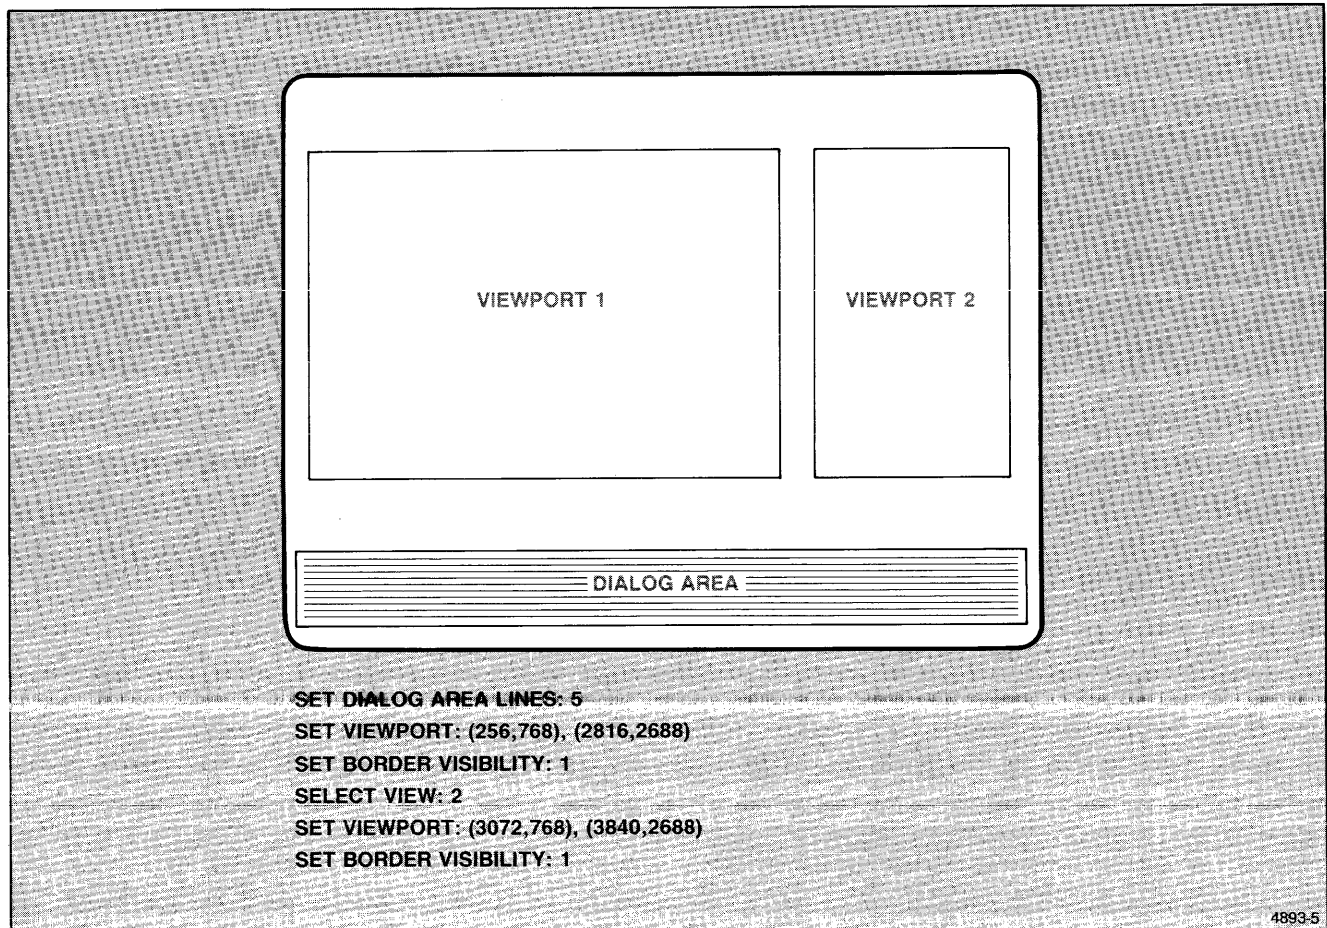 VIEWPORT 1
VIEWPORT 2
DIALOG AREA
SET DIALOG AREA LINES: 5
SET VIEWPORT: (256,768), (2816,2688)
SET BORDER VISIBILITY: 1
SELECT VIEW: 2
SET VIEWPORT: (3072,768), (3840,2688)
SET BORDER VISIBILITY: 1
4893-5